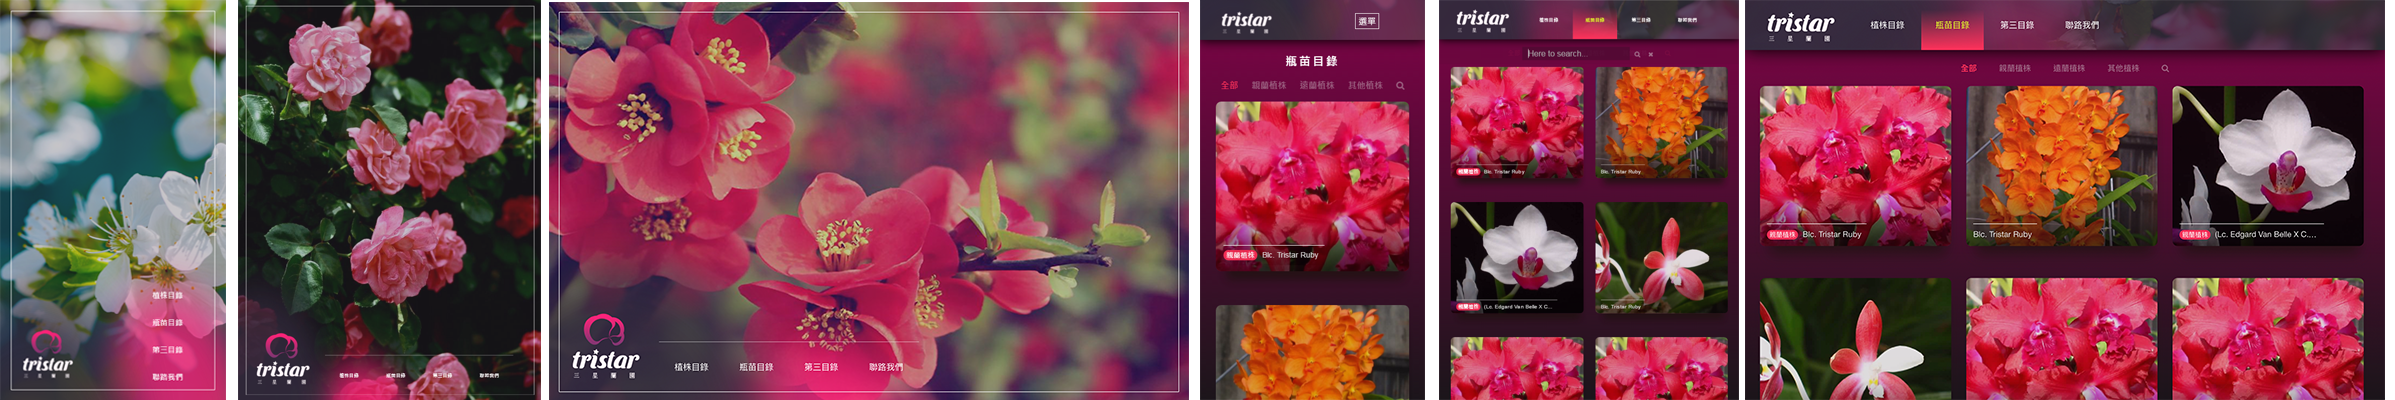 植株目錄
瓶苗目錄
第三目錄
聯路我們
tristar
三 星 蘭 園
tristar
三 星 蘭 園
植株目錄 瓶苗目錄 第三目錄 聯路我們
tristar
三 星 蘭 園
植株目錄 瓶苗目錄 第三目錄 聯路我們
tristar
三 星 蘭 園
選單
瓶苗目錄
全部 親蘭植株 遠蘭植株 其他植株
親蘭植株 Blc. Tristar Ruby
tristar
三 星 蘭 園
植株目錄 瓶苗目錄 第三目錄 聯路我們
Here to search...
親蘭植株 Blc. Tristar Ruby
Blc. Tristar Ruby
親蘭植株 (Lc. Edgard Van Belle X C...
Blc. Tristar Ruby
tristar
三 星 蘭 園
植株目錄 瓶苗目錄 第三目錄 聯路我們
全部 親蘭植株 遠蘭植株 其他植株
親蘭植株 Blc. Tristar Ruby
Blc. Tristar Ruby
親蘭植株 (Lc. Edgard Van Belle X C....